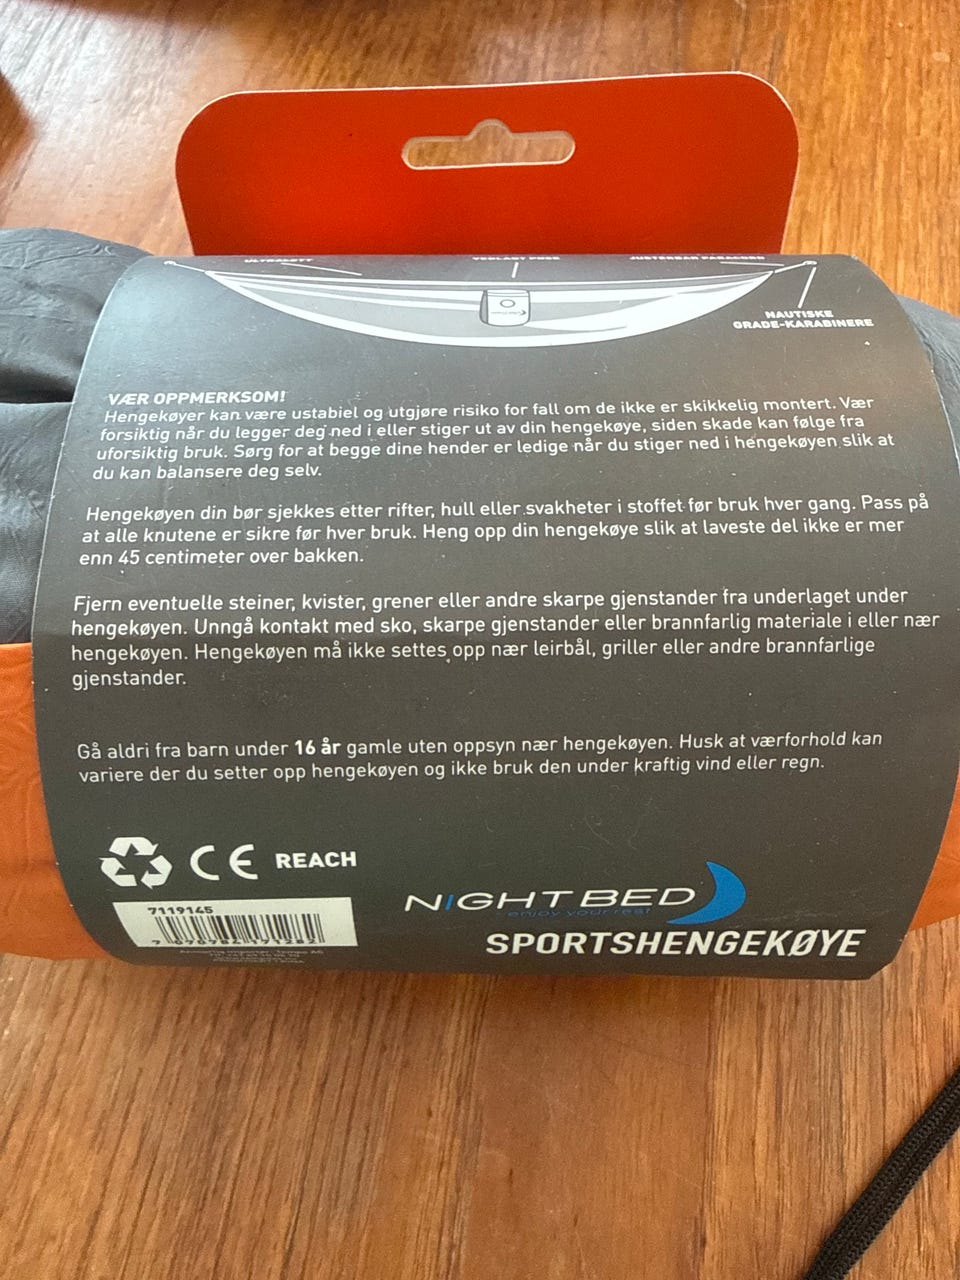 ULTRALETT
JUSTERBAR PARACORD
NAUTISKE
GRADE-KARABINERE
VÆR OPPMERKSOM!
Hengekøyer kan være ustabiel og utgjøre risiko for fall om de ikke er skikkelig montert. Vær
forsiktig når du legger deg ned i eller stiger ut av din hengekøye, siden skade kan følge fra
uforsiktig bruk. Sørg for at begge dine hender er ledige når du stiger ned i hengekøyen slik at
du kan balansere deg selv.
Hengekøyen din bør sjekkes etter rifter, hull eller svakheter i stoffet før bruk hver gang. Pass på
at alle knutene er sikre før hver bruk. Heng opp din hengekøye slik at laveste del ikke er mer
enn 45 centimeter over bakken.
Fjern eventuelle steiner, kvister, grener eller andre skarpe gjenstander fra underlaget under
hengekøyen. Unngå kontakt med sko, skarpe gjenstander eller brannfarlig materiale i eller nær
hengekøyen. Hengekøyen må ikke settes opp nær leirbål, griller eller andre brannfarlige
gjenstander.
Gå aldri fra barn under 16 år gamle uten oppsyn nær hengekøyen. Husk at værforhold kan
variere der du setter opp hengekøyen og ikke bruk den under kraftig vind eller regn.
CE REACH
7119145
NIGHT BED
enjoy your rest
SPORTSHENGEKØYE